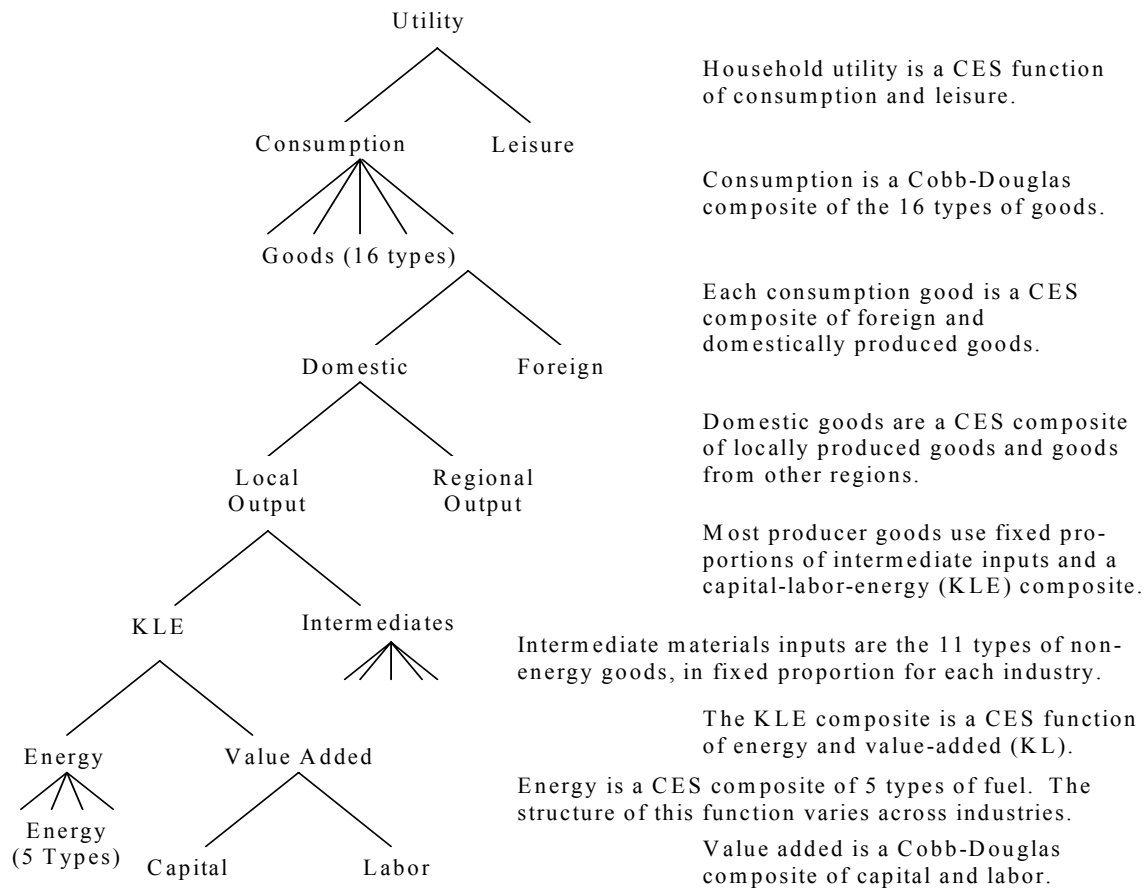 Utility
Household utility is a CES function
of consumption and leisure.
Consumption
Leisure
Consumption is a Cobb-Douglas
composite of the 16 types of goods.
Goods (16 types)
Each consumption good is a CES
composite of foreign and
domestically produced goods.
Domestic
Foreign
Domestic goods are a CES composite
of locally produced goods and goods
from other regions.
Local
Output
Regional
Output
Most producer goods use fixed pro-
portions of intermediate inputs and a
capital-labor-energy (KLE) composite.
KLE
Intermediates
Intermediate materials inputs are the 11 types of non-
energy goods, in fixed proportion for each industry.
The KLE composite is a CES function
of energy and value-added (KL).
Energy
Value Added
Energy is a CES composite of 5 types of fuel. The
structure of this function varies across industries.
Energy
(5 Types)
Capital
Labor
Value added is a Cobb-Douglas
composite of capital and labor.